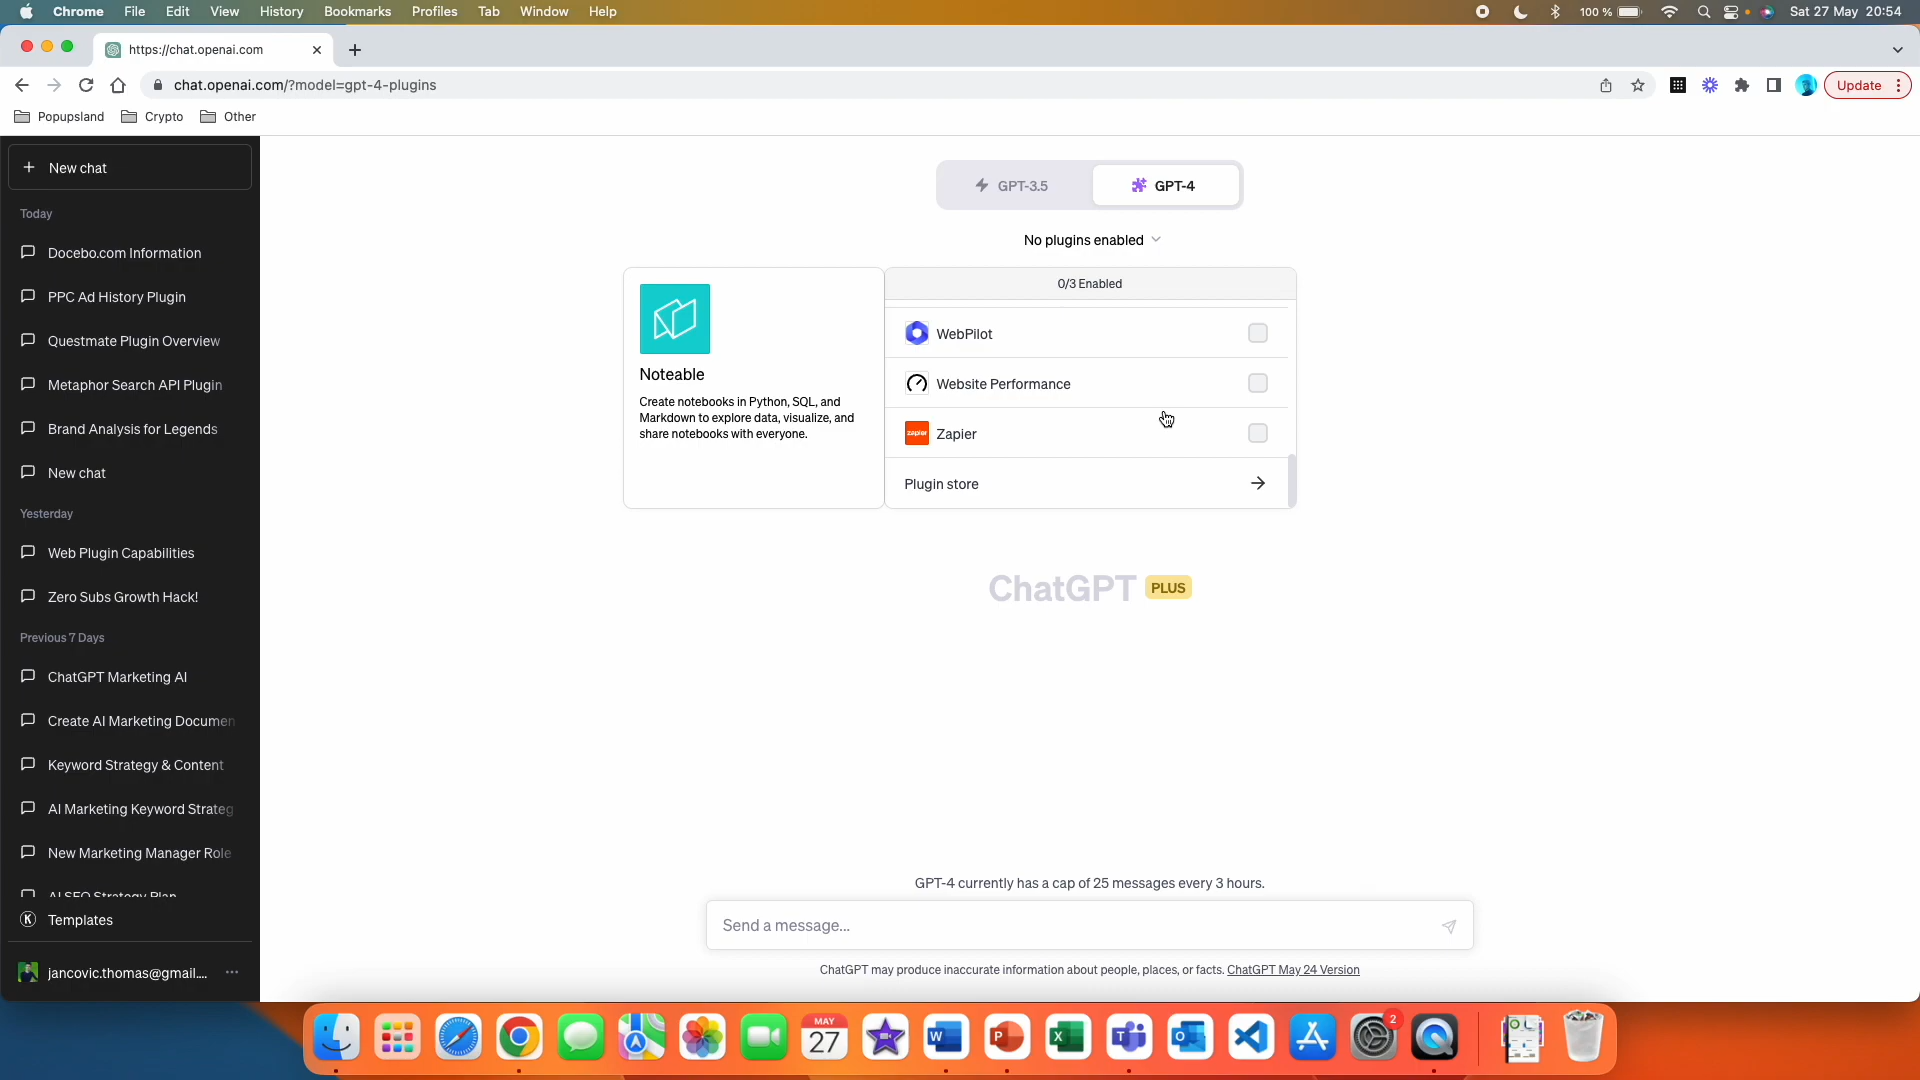 Chrome File Edit View History Bookmarks Profiles Tab Window Help 100 % Sat 27 May 20:54
https://chat.openai.com
chat.openai.com/?model=gpt-4-plugins Update
Popupsland Crypto Other
New chat
Today
Docebo.com Information
PPC Ad History Plugin
Questmate Plugin Overview
Metaphor Search API Plugin
Brand Analysis for Legends
New chat
Yesterday
Web Plugin Capabilities
Zero Subs Growth Hack!
Previous 7 Days
ChatGPT Marketing AI
Create AI Marketing Documen
Keyword Strategy & Content
AI Marketing Keyword Strateg
New Marketing Manager Role
AI SEO Strategy Plan
K Templates
jancovic.thomas@gmail....
GPT-3.5 GPT-4
No plugins enabled
0/3 Enabled
Noteable
Create notebooks in Python, SQL, and
Markdown to explore data, visualize, and
share notebooks with everyone.
WebPilot
Website Performance
zapier Zapier
Plugin store
ChatGPT PLUS
GPT-4 currently has a cap of 25 messages every 3 hours.
Send a message...
ChatGPT may produce inaccurate information about people, places, or facts. ChatGPT May 24 Version
MAY
27
W
P
X
T
O
2